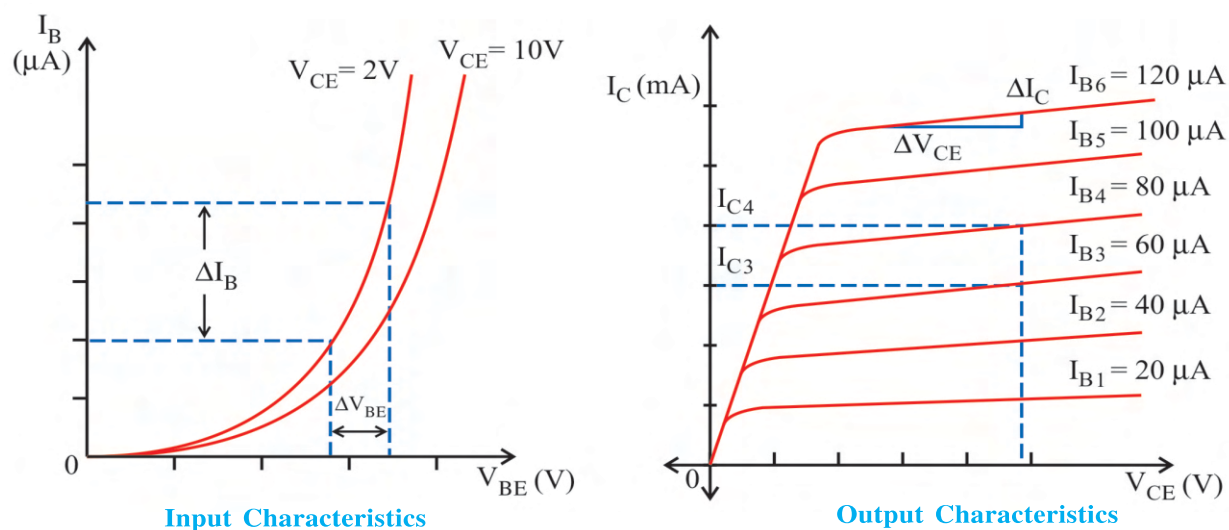 I_B
(μA)
V_CE = 2V
V_CE = 10V
ΔI_B
ΔV_BE
0
V_BE (V)
Input Characteristics
I_C (mA)
ΔI_C
ΔV_CE
I_B6 = 120 μA
I_B5 = 100 μA
I_B4 = 80 μA
I_B3 = 60 μA
I_B2 = 40 μA
I_B1 = 20 μA
I_C4
I_C3
0
V_CE (V)
Output Characteristics